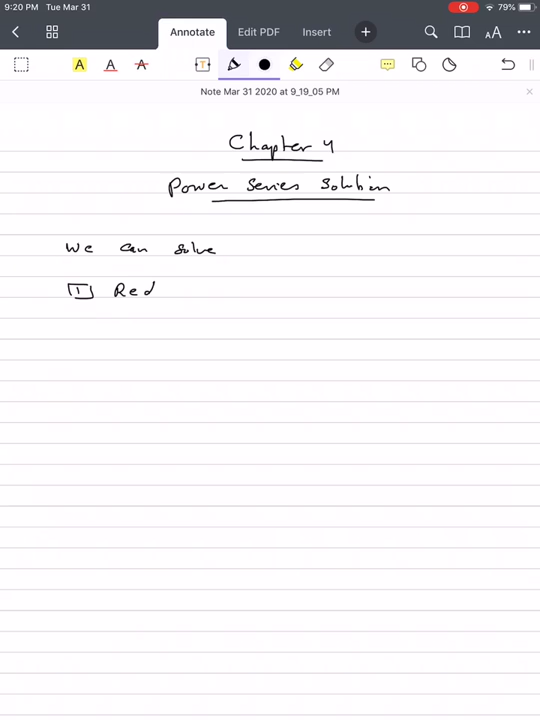 9:20 PM Tue Mar 31 79%
Annotate Edit PDF Insert
A A A T
Note Mar 31 2020 at 9_19_05 PM
Chapter 4
Power Series Solution
We can solve
1 Red